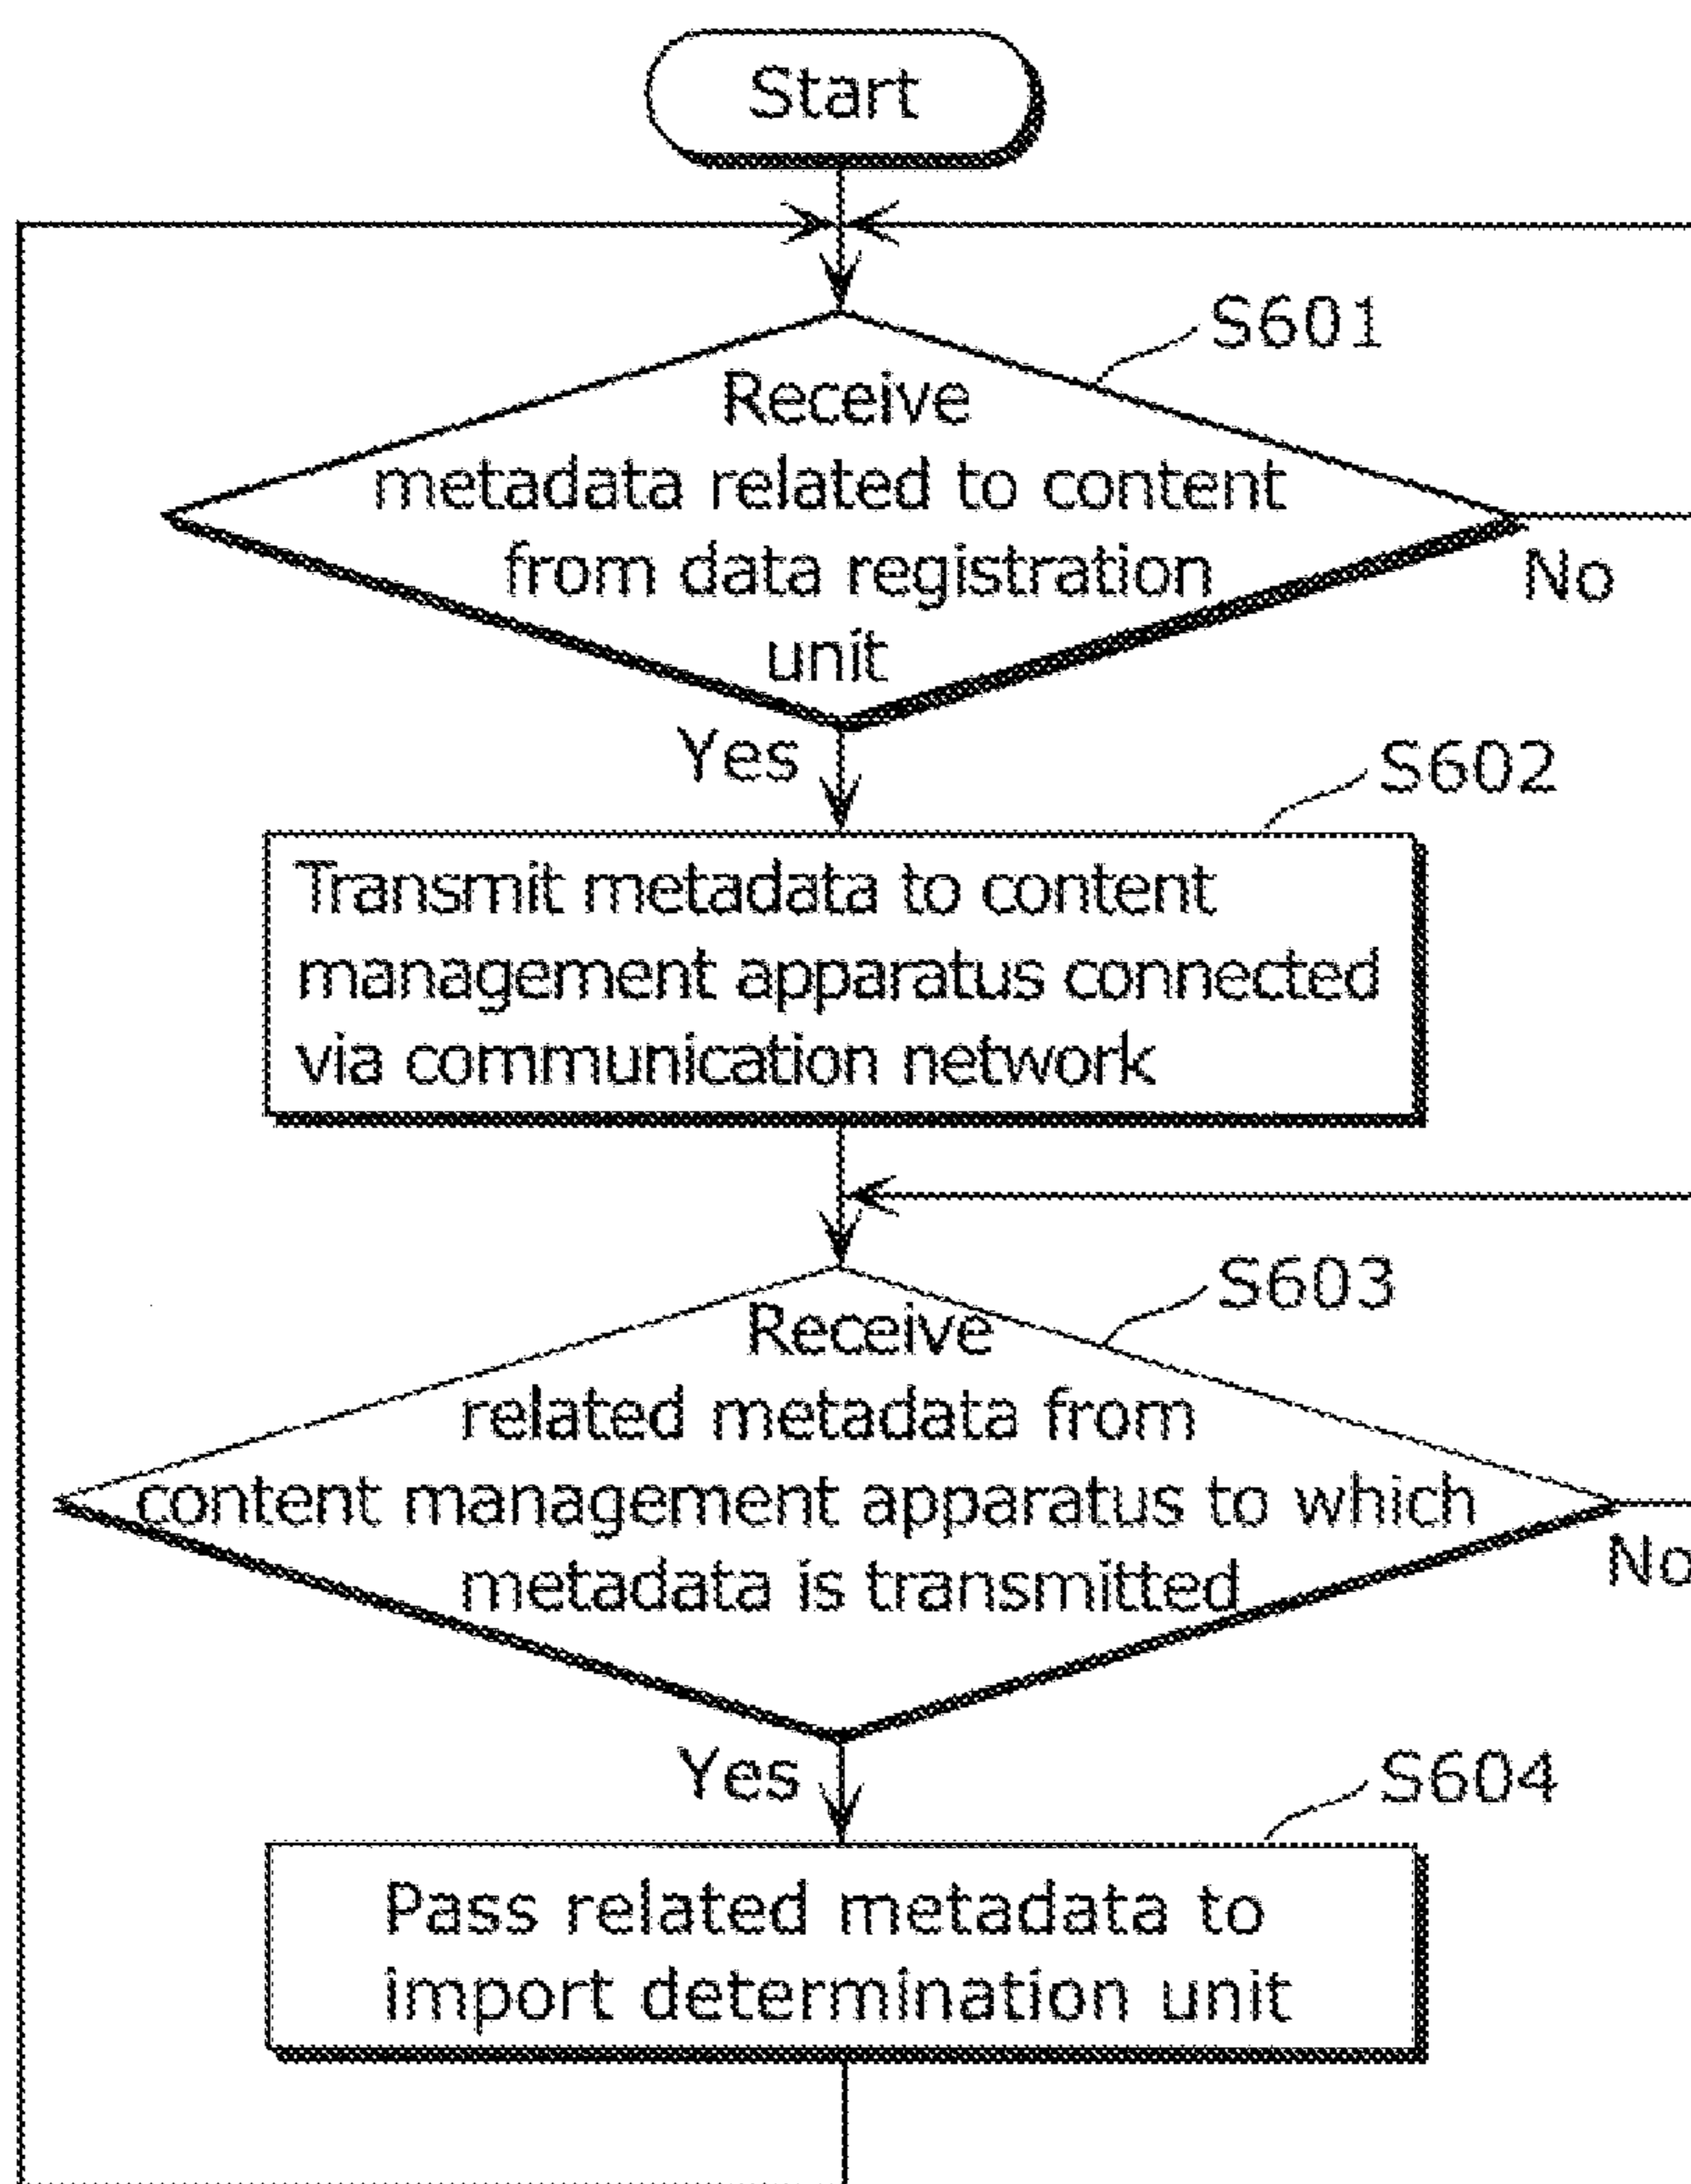 Start
S601
Receive
metadata related to content
from data registration
unit
No
Yes
S602
Transmit metadata to content
management apparatus connected
via communication network
S603
Receive
related metadata from
content management apparatus to which
metadata is transmitted
No
Yes
S604
Pass related metadata to
import determination unit